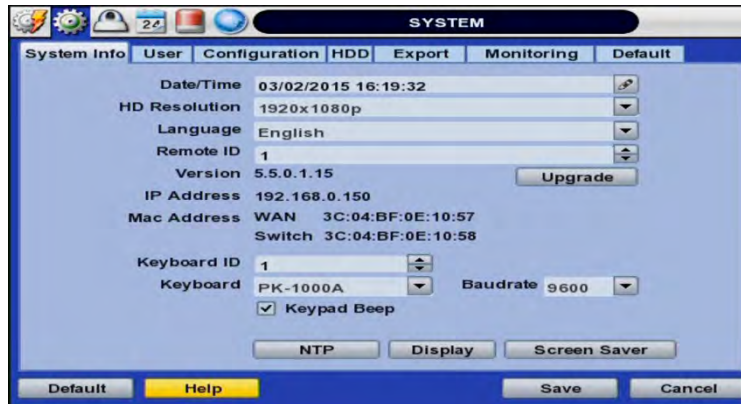 24
SYSTEM
System Info User Configuration HDD Export Monitoring Default
Date/Time 03/02/2015 16:19:32
HD Resolution 1920x1080p
Language English
Remote ID 1
Version 5.5.0.1.15 Upgrade
IP Address 192.168.0.150
Mac Address WAN 3C:04:BF:0E:10:57
Switch 3C:04:BF:0E:10:58
Keyboard ID 1
Keyboard PK-1000A Baudrate 9600
Keypad Beep
NTP Display Screen Saver
Default Help Save Cancel